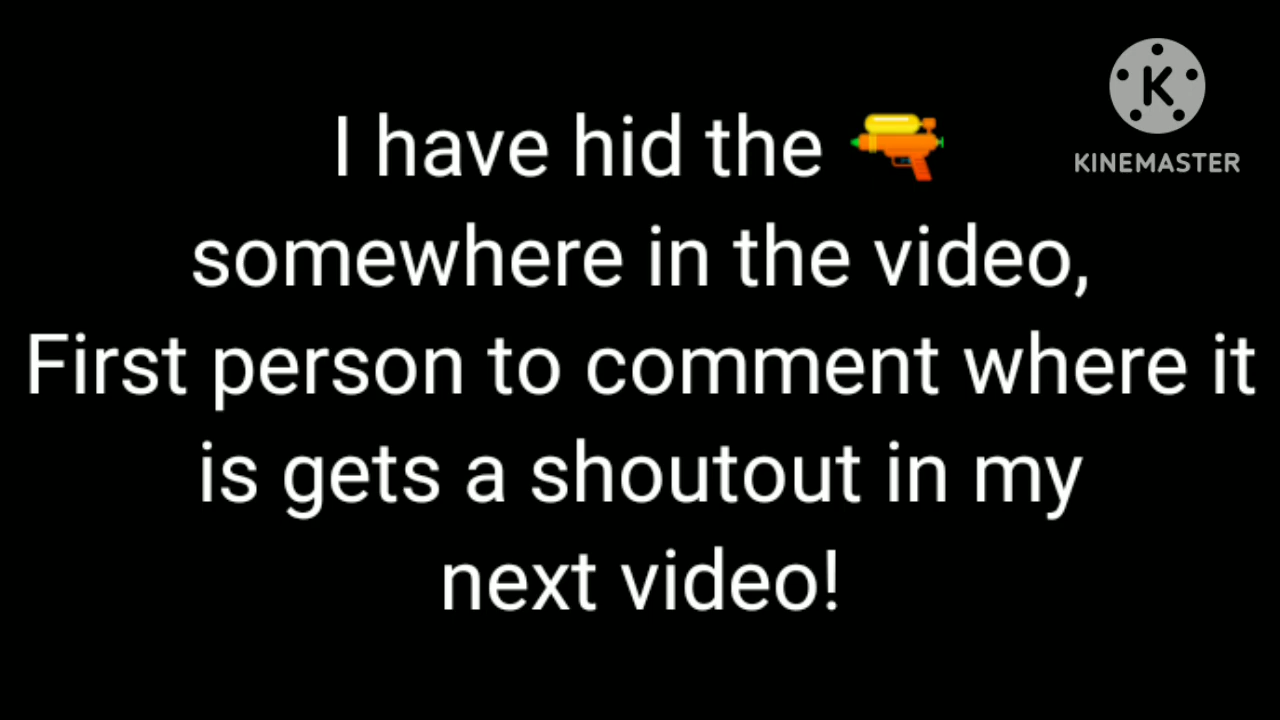 I have hid the 🔫
somewhere in the video,
First person to comment where it
is gets a shoutout in my
next video!
K
KINEMASTER